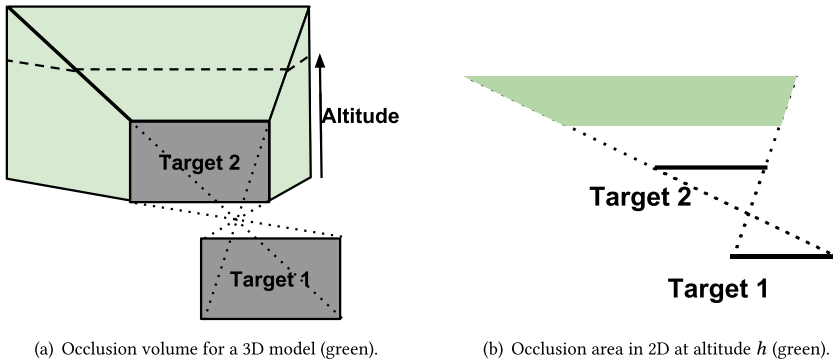 Altitude
Target 2
Target 1
(a) Occlusion volume for a 3D model (green).
Target 2
Target 1
(b) Occlusion area in 2D at altitude h (green).